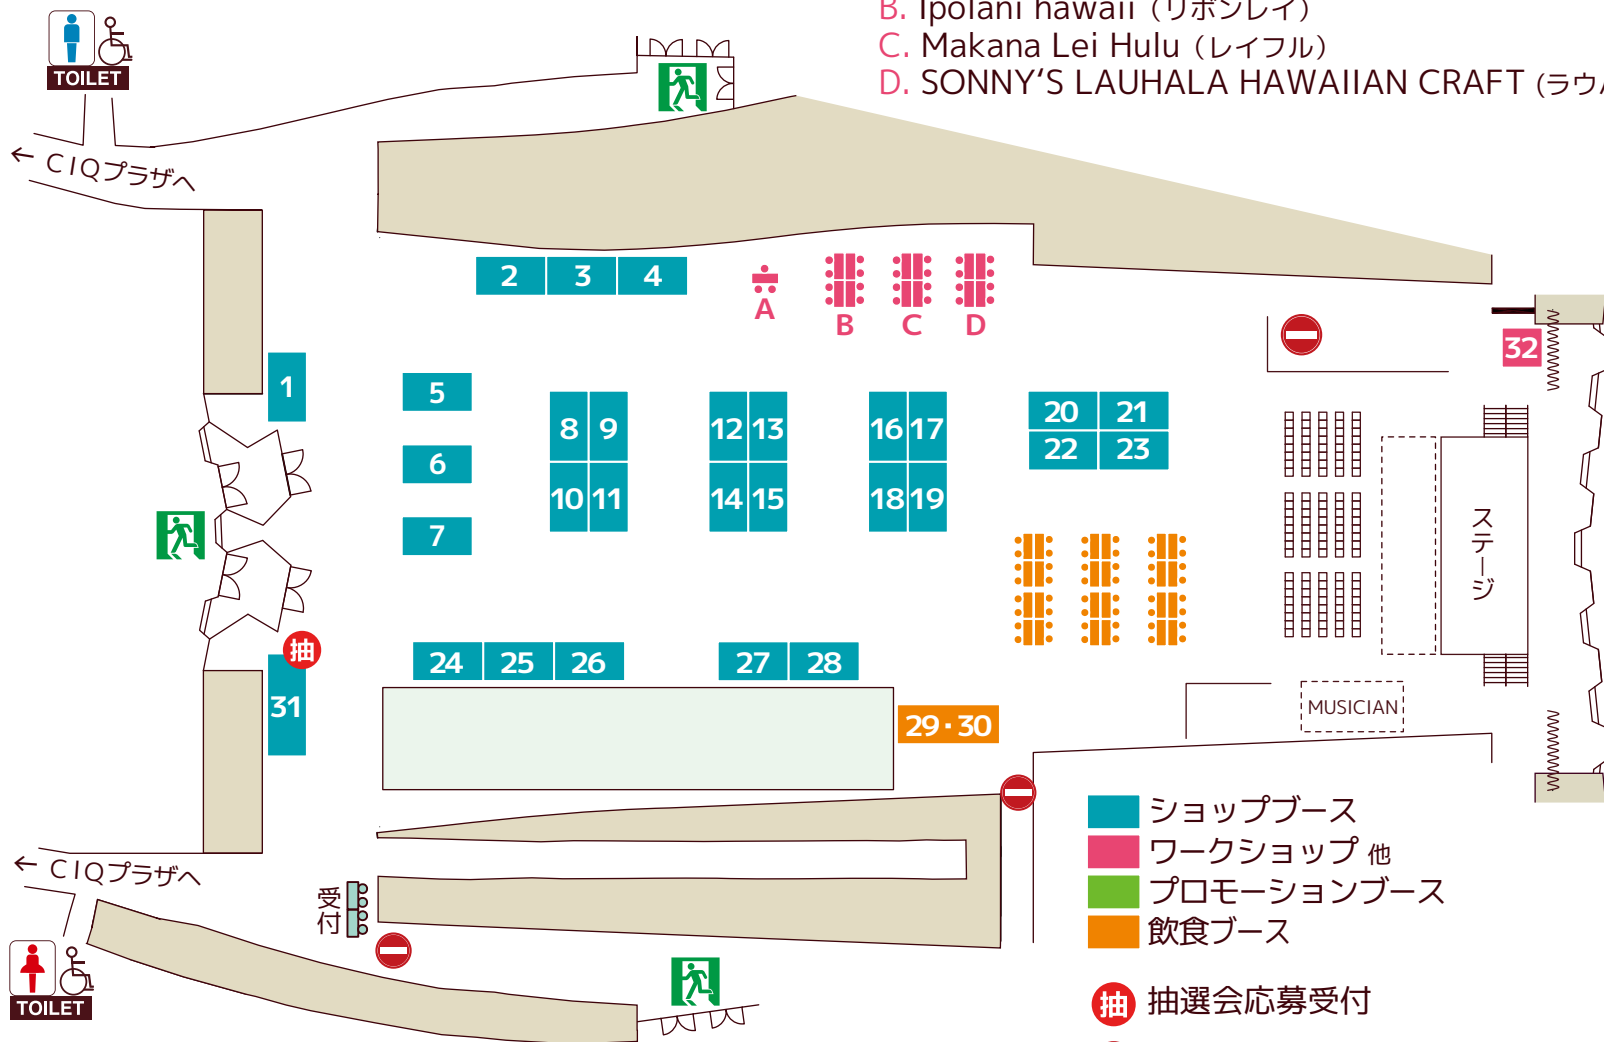 B. Ipolani hawaii（リボンレイ）
C. Makana Lei Hulu（レイフル）
D. SONNY'S LAUHALA HAWAIIAN CRAFT (ラウ
TOILET
← CIQプラザへ
2 3 4
A
B
C
D
32
1
5
6
7
8 9
10 11
12 13
14 15
16 17
18 19
20 21
22 23
ステージ
抽
31
24 25 26
27 28
29・30
MUSICIAN
← CIQプラザへ
受付
TOILET
ショップブース
ワークショップ 他
プロモーションブース
飲食ブース
抽 抽選会応募受付